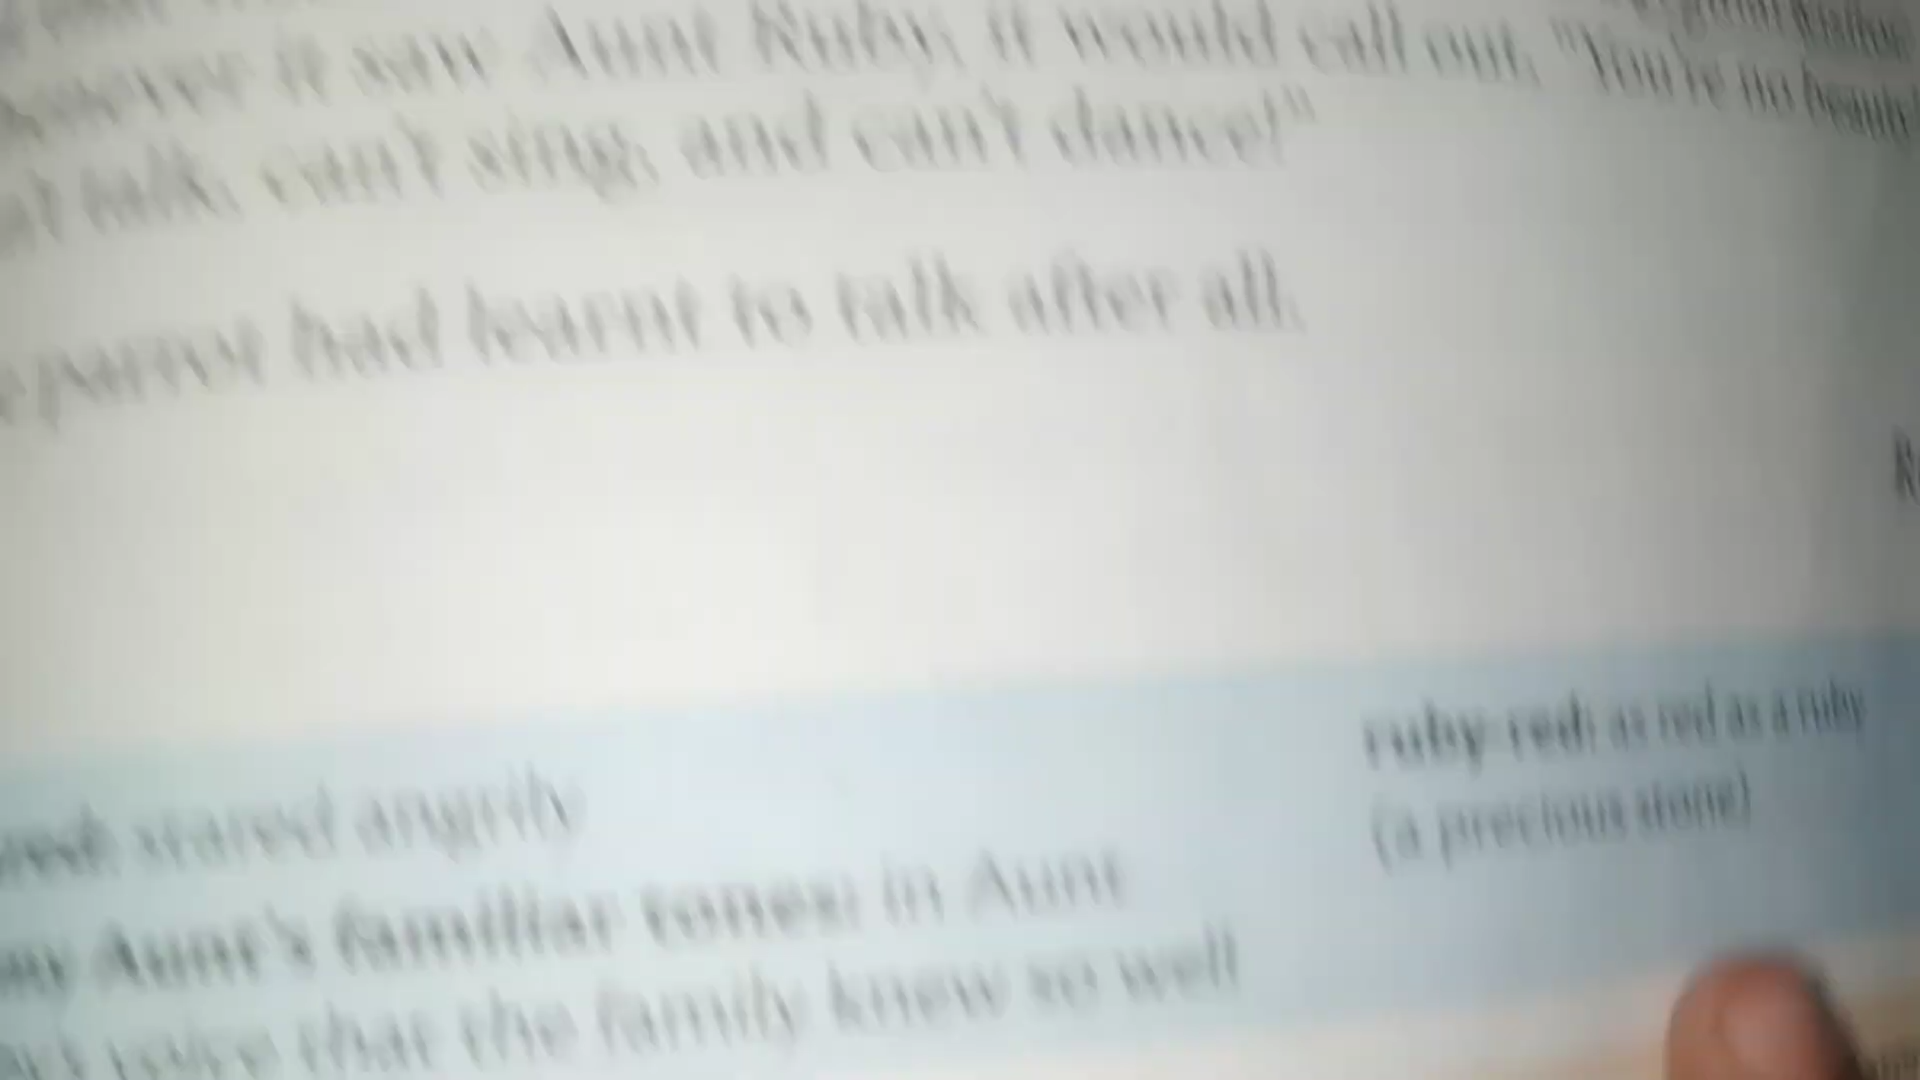 it saw Aunt Ruby, it would call out, "You're no beauty
talk, can't sing, and can't dance!"
parrot had learnt to talk after all.
stared angrily
Aunt's familiar tones: in Aunt
voice that the family knew so well
ruby-red: as red as a ruby
(a precious stone)